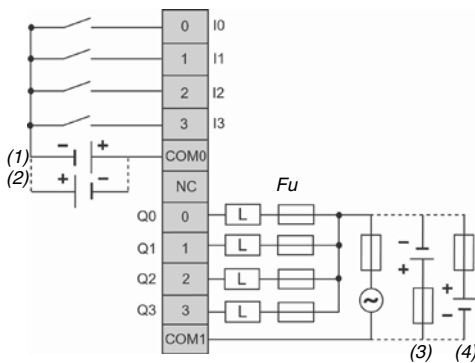 0 I0
1 I1
2 I2
3 I3
(1) - + COM0
(2) + -
NC
Fu
Q0 0 L
Q1 1 L
Q2 2 L
Q3 3 L
- +
+ -
~
COM1
(3) (4)